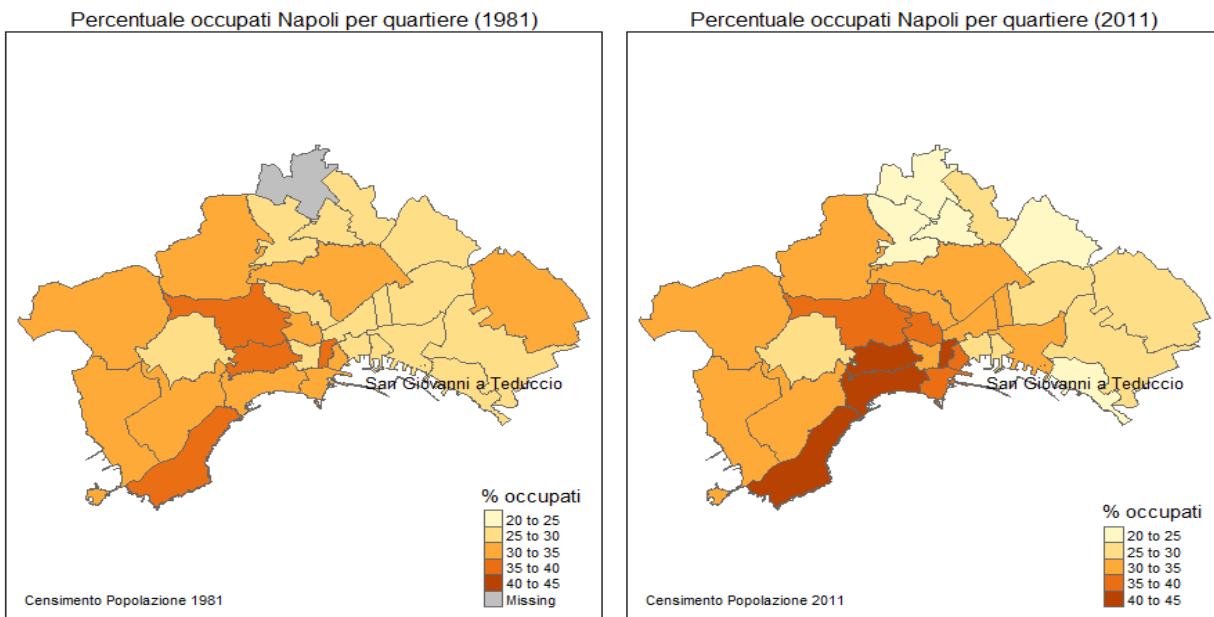 Percentuale occupati Napoli per quartiere (1981)
San Giovanni a Teduccio
% occupati
20 to 25
25 to 30
30 to 35
35 to 40
40 to 45
Missing
Censimento Popolazione 1981
Percentuale occupati Napoli per quartiere (2011)
San Giovanni a Teduccio
% occupati
20 to 25
25 to 30
30 to 35
35 to 40
40 to 45
Censimento Popolazione 2011